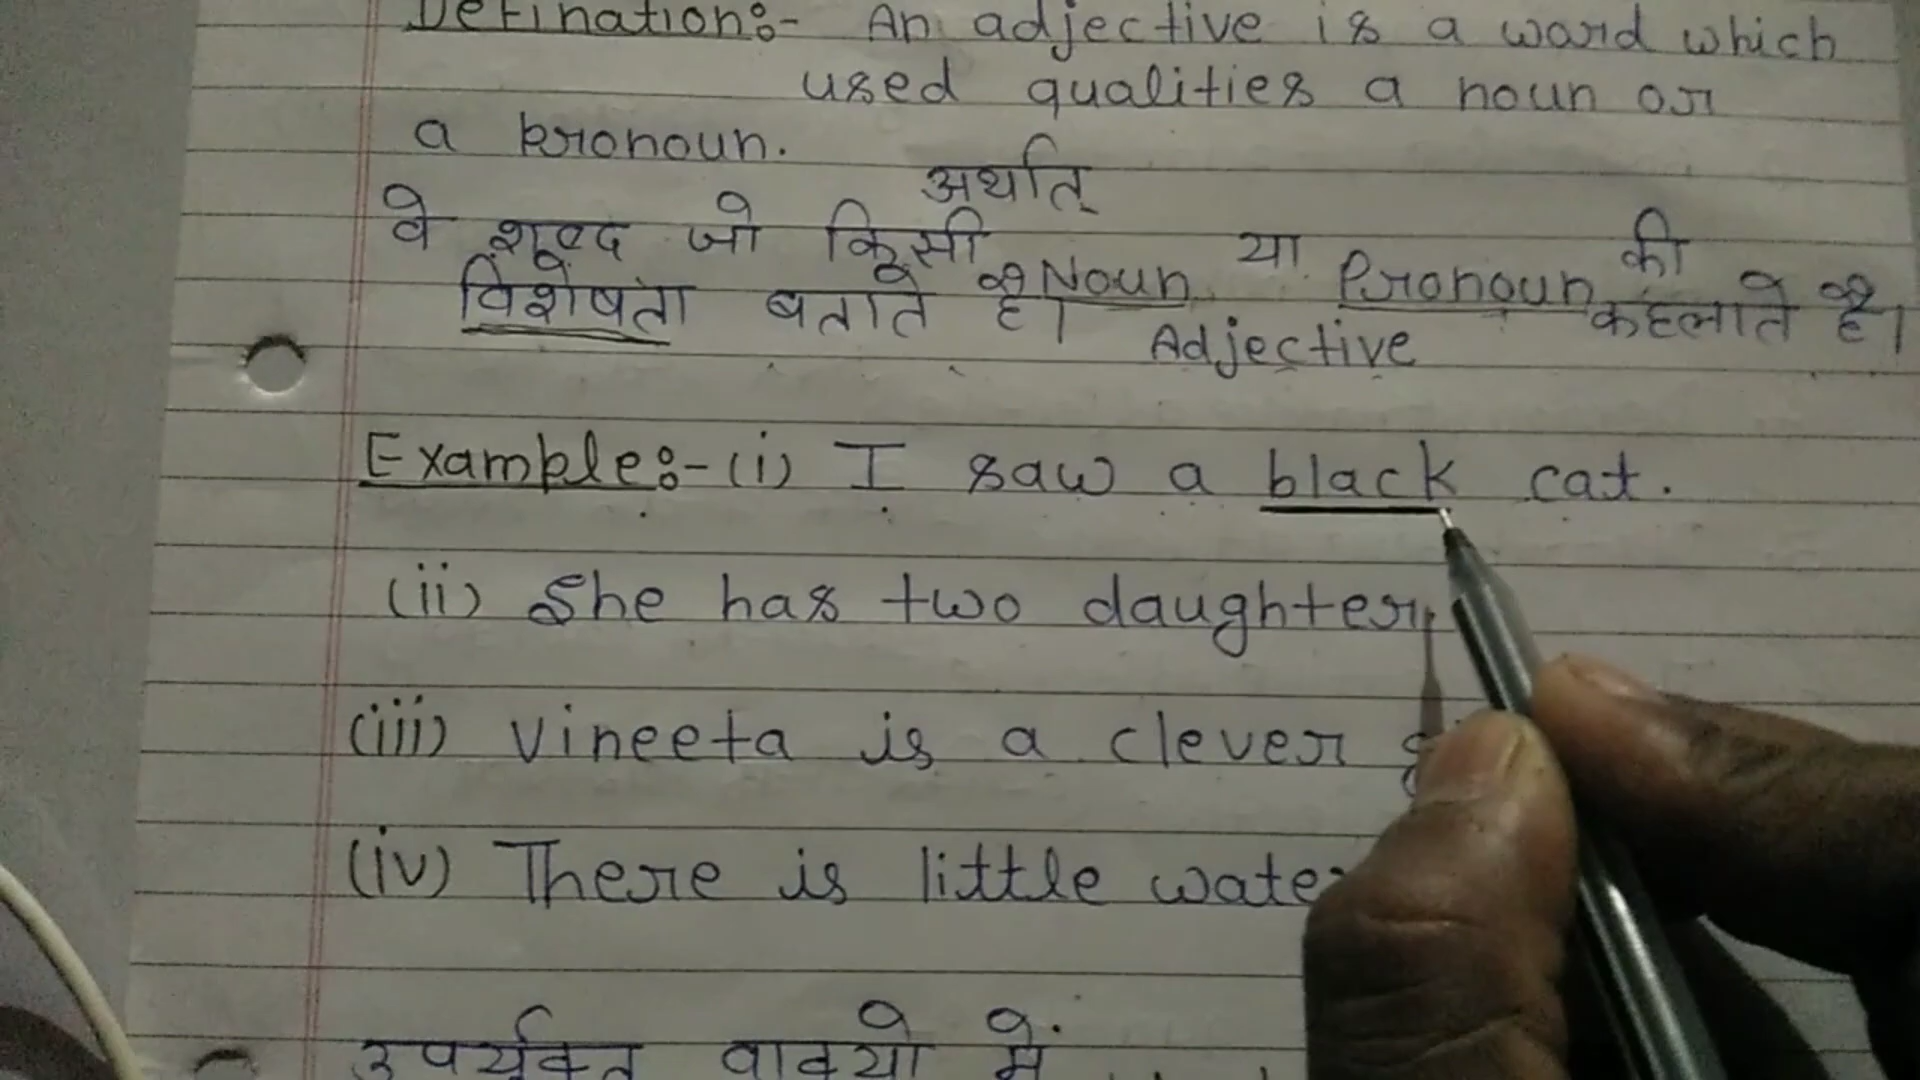 Defination:- An adjective is a word which
used qualities a noun or
a pronoun.
अर्थात्
वे शब्द जो किसी Noun या Pronoun की
विशेषता बताते है। Adjective कहलाते है।
Example:- (i) I saw a black cat.
(ii) She has two daughter
(iii) Vineeta is a clever
(iv) There is little
उपर्युक्त वाक्यो में